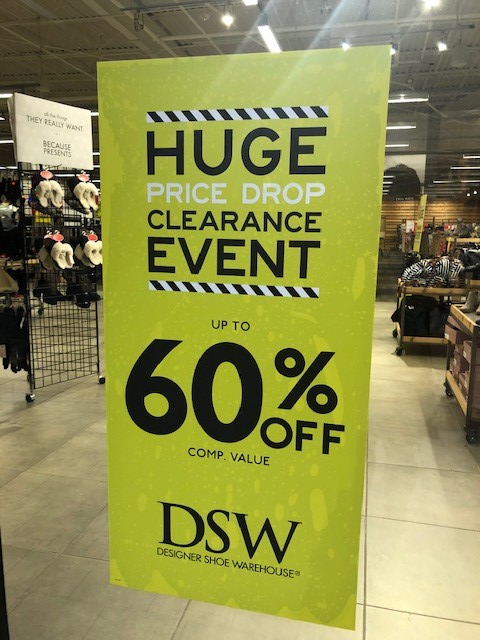 all the things
THEY REALLY WANT
BECAUSE
PRESENTS
HUGE
PRICE DROP
CLEARANCE
EVENT
UP TO
60% OFF
COMP. VALUE
DSW
DESIGNER SHOE WAREHOUSE®